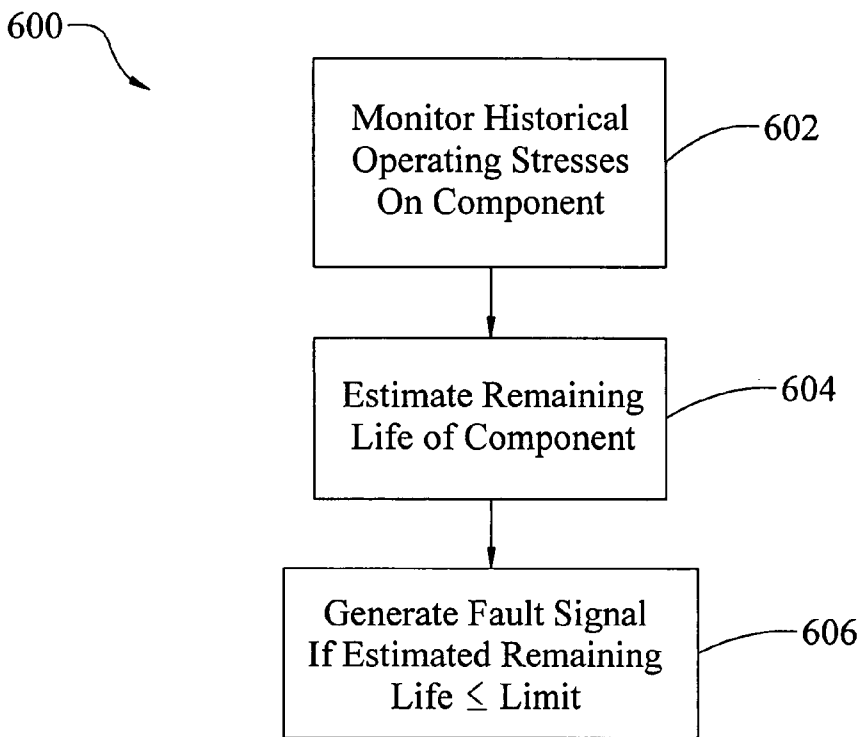 600
Monitor Historical
Operating Stresses
On Component
602
Estimate Remaining
Life of Component
604
Generate Fault Signal
If Estimated Remaining
Life ≤ Limit
606